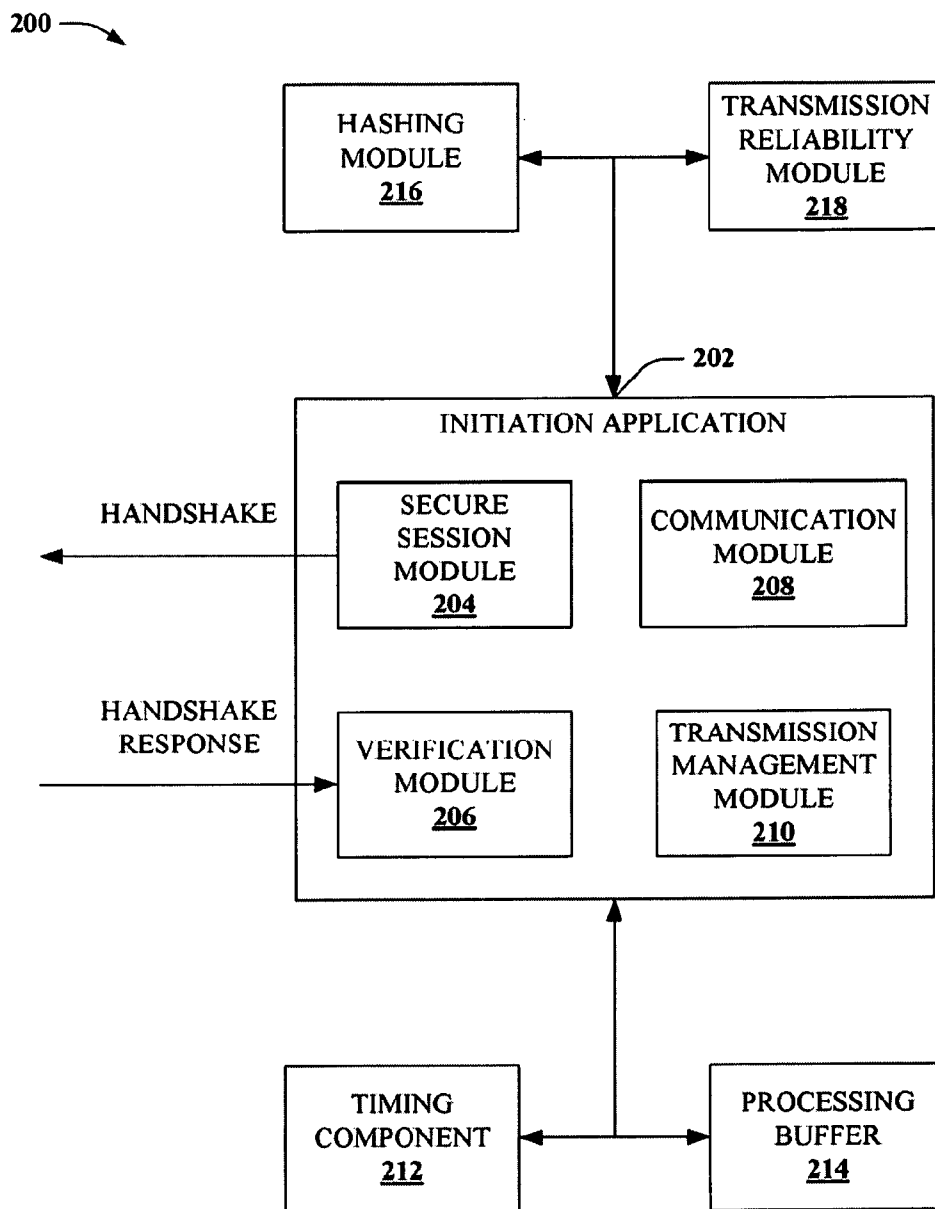 200
HASHING
MODULE
216
TRANSMISSION
RELIABILITY
MODULE
218
202
INITIATION APPLICATION
HANDSHAKE
SECURE
SESSION
MODULE
204
COMMUNICATION
MODULE
208
HANDSHAKE
RESPONSE
VERIFICATION
MODULE
206
TRANSMISSION
MANAGEMENT
MODULE
210
TIMING
COMPONENT
212
PROCESSING
BUFFER
214